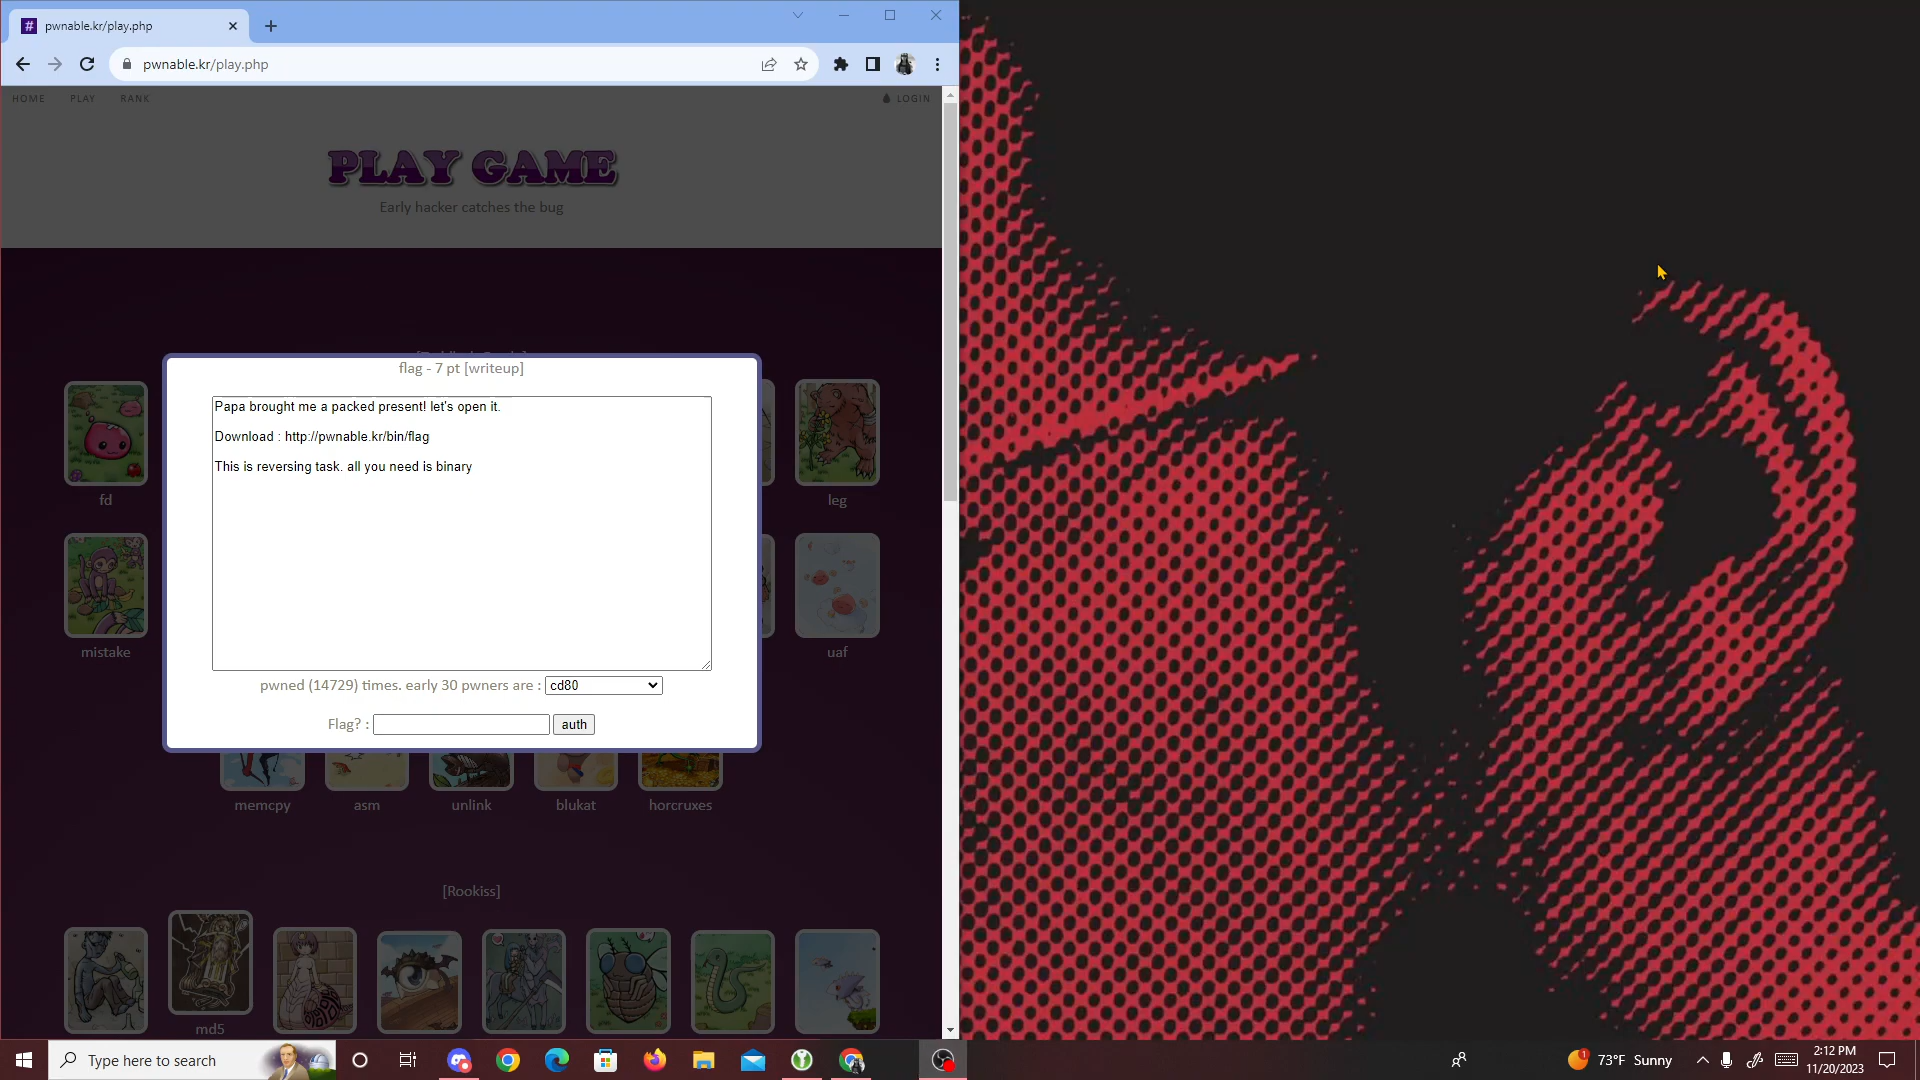 pwnable.kr/play.php
pwnable.kr/play.php
HOME PLAY RANK LOGIN
PLAY GAME
Early hacker catches the bug
flag - 7 pt [writeup]
Papa brought me a packed present! let's open it.
Download : http://pwnable.kr/bin/flag
This is reversing task. all you need is binary
fd
leg
mistake
uaf
pwned (14729) times. early 30 pwners are : cd80
Flag? : auth
memcpy asm unlink blukat horcruxes
[Rookiss]
md5
Type here to search
1
73°F Sunny
2:12 PM
11/20/2023